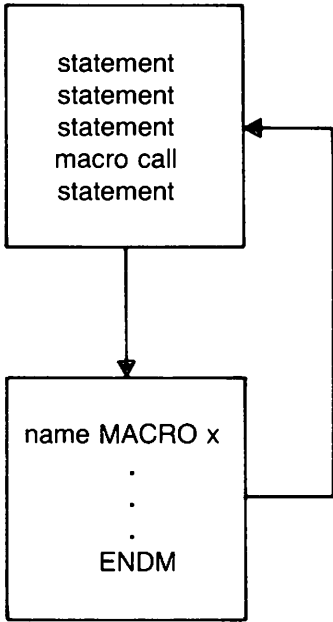 statement
statement
statement
macro call
statement
name MACRO x
.
.
.
ENDM